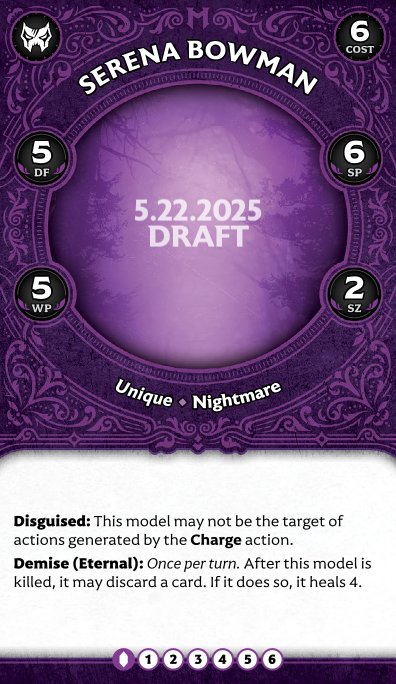 SERENA BOWMAN
6
COST
5
DF
6
SP
5.22.2025
DRAFT
5
WP
2
SZ
Unique • Nightmare
Disguised: This model may not be the target of
actions generated by the Charge action.
Demise (Eternal): Once per turn. After this model is
killed, it may discard a card. If it does so, it heals 4.
1 2 3 4 5 6